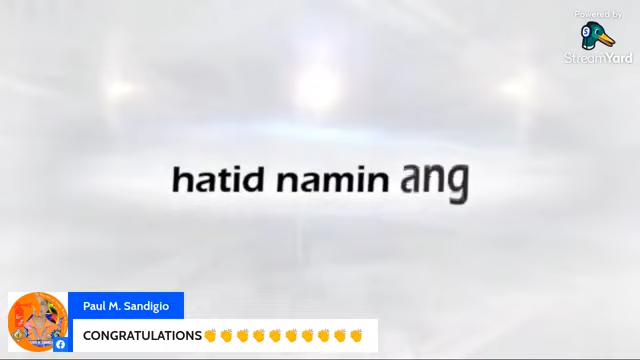 Powered by
StreamYard
hatid namin ang
Paul M. Sandigio
CONGRATULATIONS👏👏👏👏👏👏👏👏👏👏